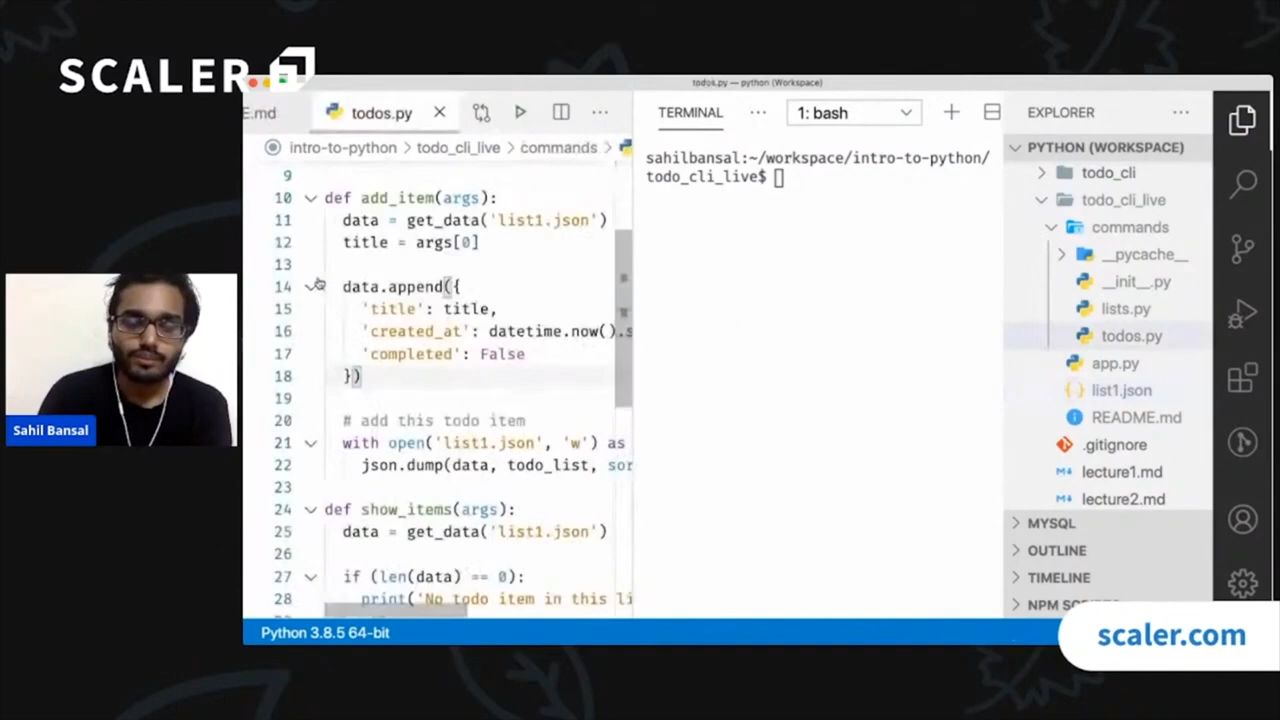 SCALER
todos.py — python (Workspace)
E.md
todos.py
TERMINAL
1: bash
EXPLORER
intro-to-python > todo_cli_live > commands >
9
10 def add_item(args):
11 data = get_data('list1.json')
12 title = args[0]
13
14 data.append({
15 'title': title,
16 'created_at': datetime.now().s
17 'completed': False
18 })
19
20 # add this todo item
21 with open('list1.json', 'w') as
22 json.dump(data, todo_list, sor
23
24 def show_items(args):
25 data = get_data('list1.json')
26
27 if (len(data) == 0):
28 print('No todo item in this li
sahilbansal:~/workspace/intro-to-python/
todo_cli_live$
PYTHON (WORKSPACE)
todo_cli
todo_cli_live
commands
__pycache__
__init__.py
lists.py
todos.py
app.py
list1.json
README.md
.gitignore
lecture1.md
lecture2.md
MYSQL
OUTLINE
TIMELINE
NPM SC
Sahil Bansal
Python 3.8.5 64-bit
scaler.com